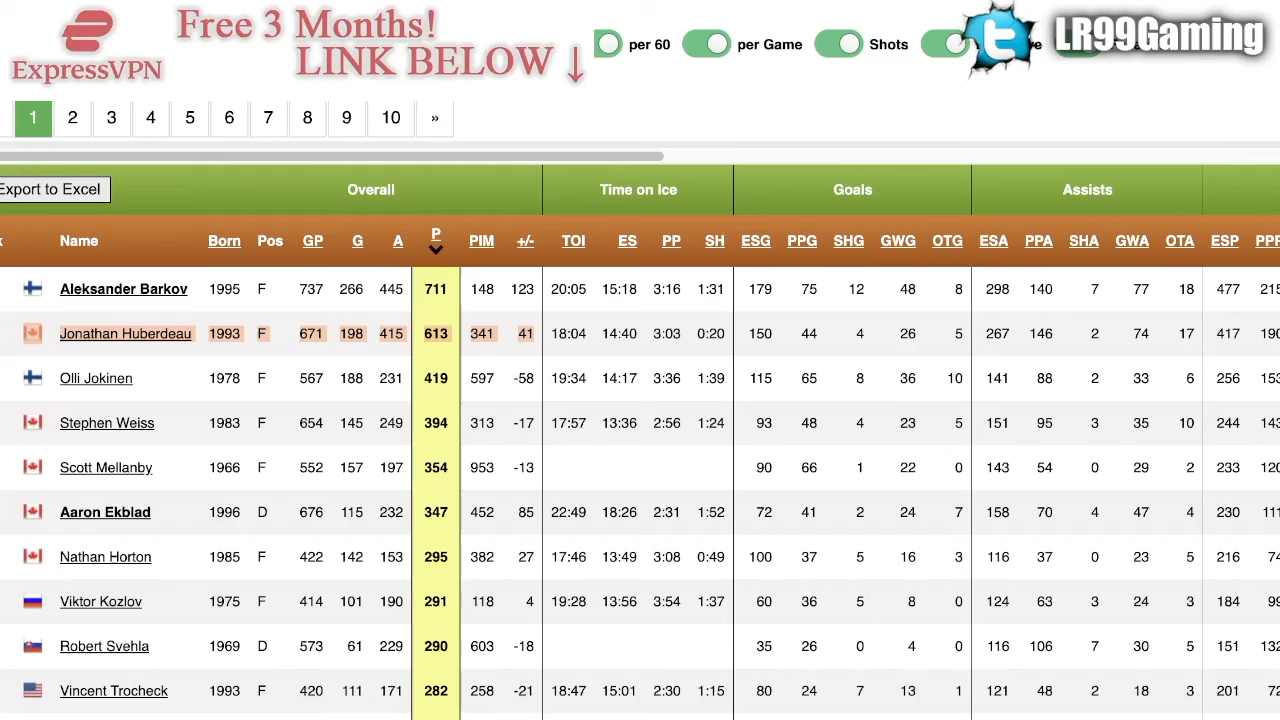 Free 3 Months!
LINK BELOW ↓
ExpressVPN
per 60 per Game Shots
LR99Gaming
1 2 3 4 5 6 7 8 9 10 »
Export to Excel Overall Time on Ice Goals Assists
Name Born Pos GP G A P PIM +/- TOI ES PP SH ESG PPG SHG GWG OTG ESA PPA SHA GWA OTA ESP PPP
Aleksander Barkov 1995 F 737 266 445 711 148 123 20:05 15:18 3:16 1:31 179 75 12 48 8 298 140 7 77 18 477 215
Jonathan Huberdeau 1993 F 671 198 415 613 341 41 18:04 14:40 3:03 0:20 150 44 4 26 5 267 146 2 74 17 417 190
Olli Jokinen 1978 F 567 188 231 419 597 -58 19:34 14:17 3:36 1:39 115 65 8 36 10 141 88 2 33 6 256 153
Stephen Weiss 1983 F 654 145 249 394 313 -17 17:57 13:36 2:56 1:24 93 48 4 23 5 151 95 3 35 10 244 143
Scott Mellanby 1966 F 552 157 197 354 953 -13 90 66 1 22 0 143 54 0 29 2 233 120
Aaron Ekblad 1996 D 676 115 232 347 452 85 22:49 18:26 2:31 1:52 72 41 2 24 7 158 70 4 47 4 230 111
Nathan Horton 1985 F 422 142 153 295 382 27 17:46 13:49 3:08 0:49 100 37 5 16 3 116 37 0 23 5 216 74
Viktor Kozlov 1975 F 414 101 190 291 118 4 19:28 13:56 3:54 1:37 60 36 5 8 0 124 63 3 24 3 184 99
Robert Svehla 1969 D 573 61 229 290 603 -18 35 26 0 4 0 116 106 7 30 5 151 132
Vincent Trocheck 1993 F 420 111 171 282 258 -21 18:47 15:01 2:30 1:15 80 24 7 13 1 121 48 2 18 3 201 72